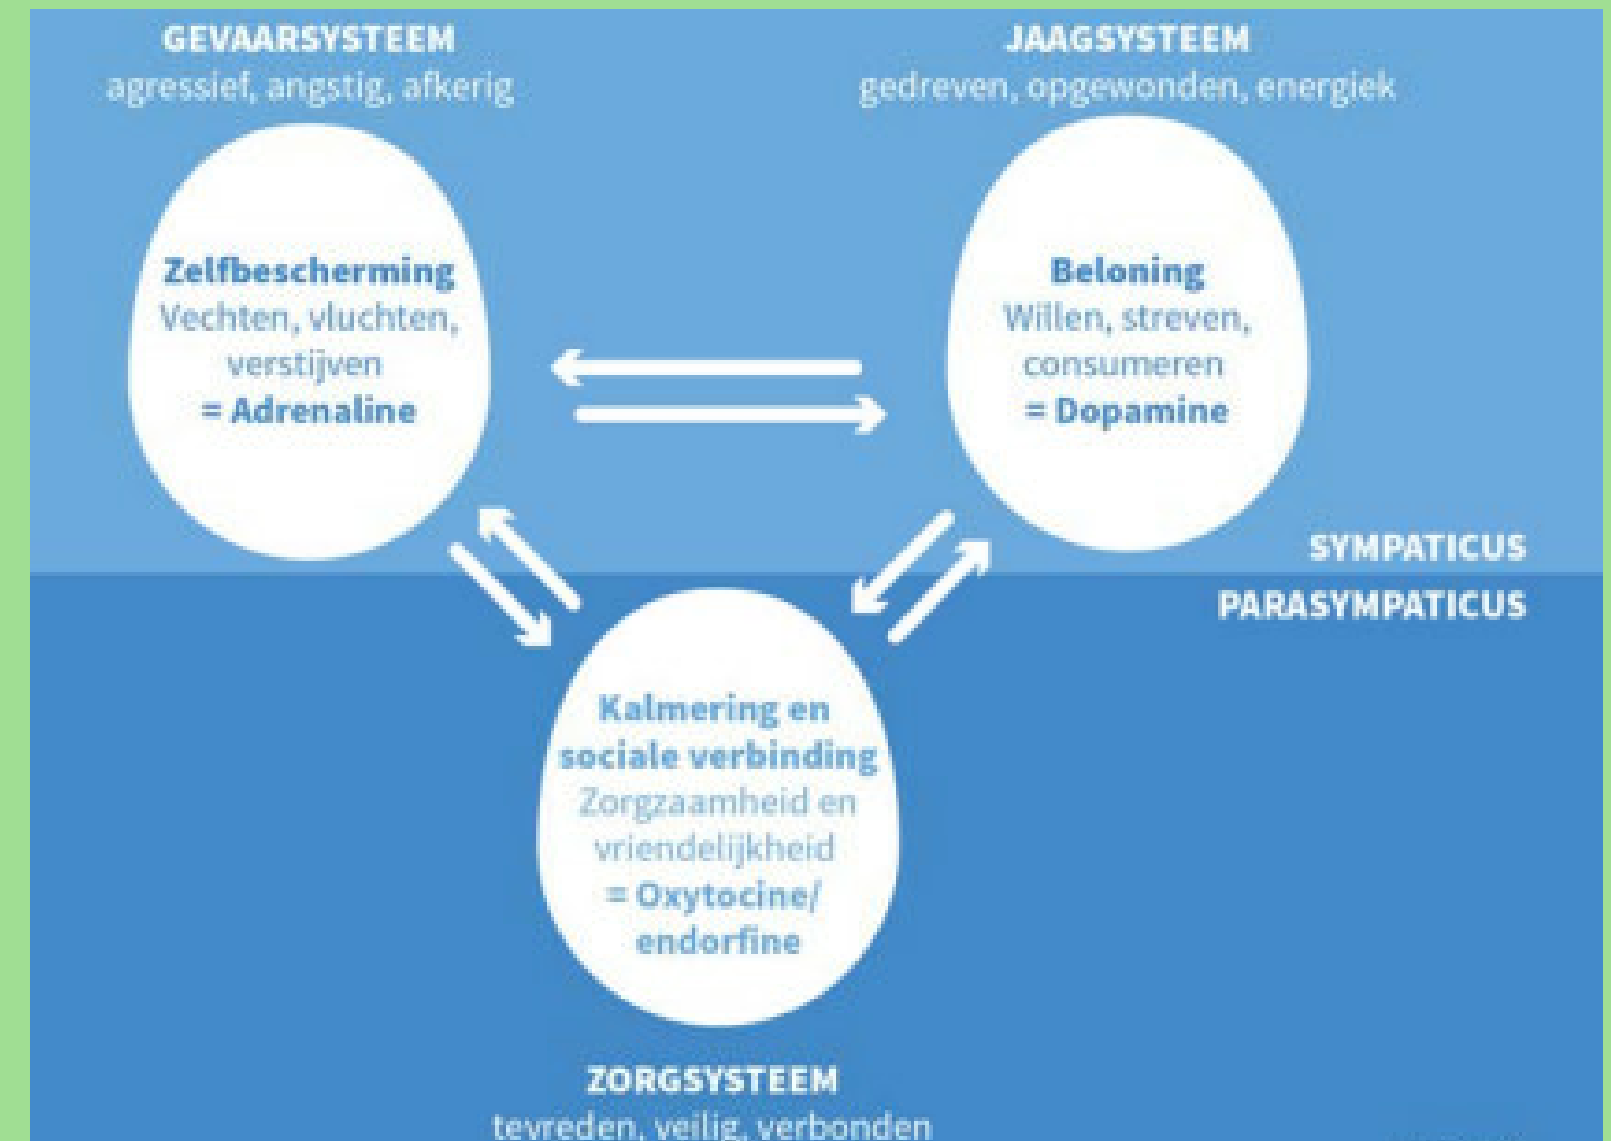 GEVAARSYSTEEM
agressief, angstig, afkerig
JAAGSYSTEEM
gedreven, opgewonden, energiek
Zelfbescherming
Vechten, vluchten,
verstijven
= Adrenaline
Beloning
Willen, streven,
consumeren
= Dopamine
SYMPATICUS
PARASYMPATICUS
Kalmering en
sociale verbinding
Zorgzaamheid en
vriendelijkheid
= Oxytocine/
endorfine
ZORGSYSTEEM
tevreden, veilig, verbonden